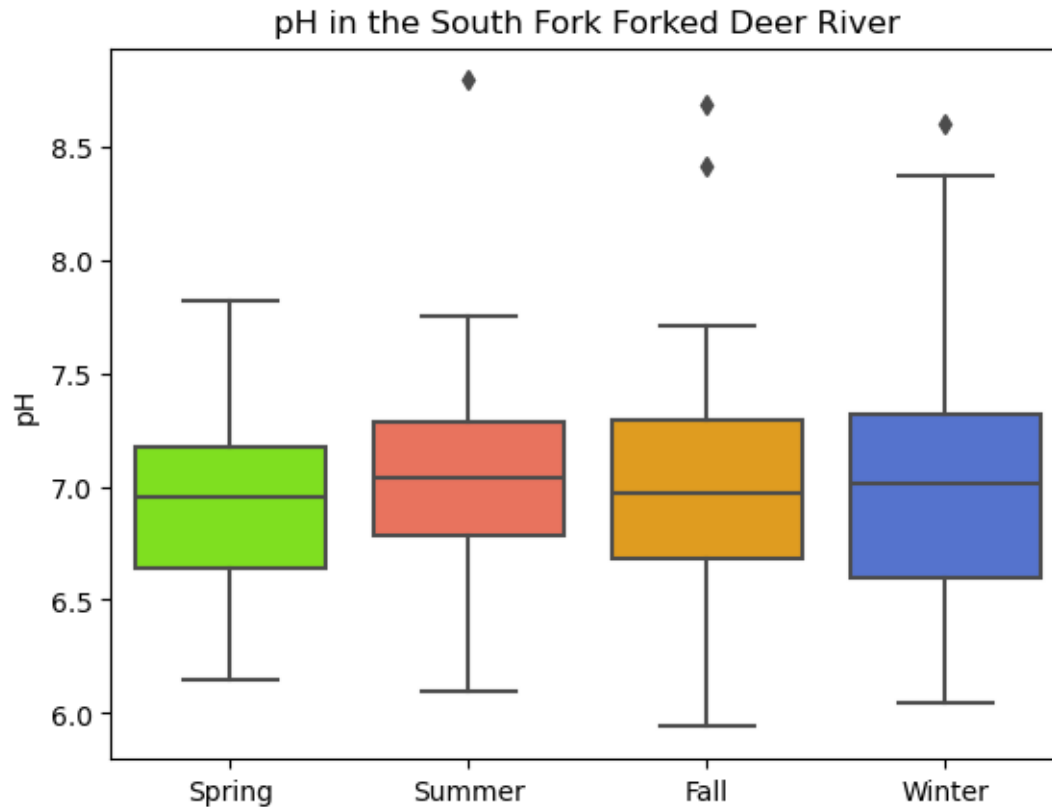 pH in the South Fork Forked Deer River
8.5
8.0
7.5
7.0
6.5
6.0
pH
Spring Summer Fall Winter